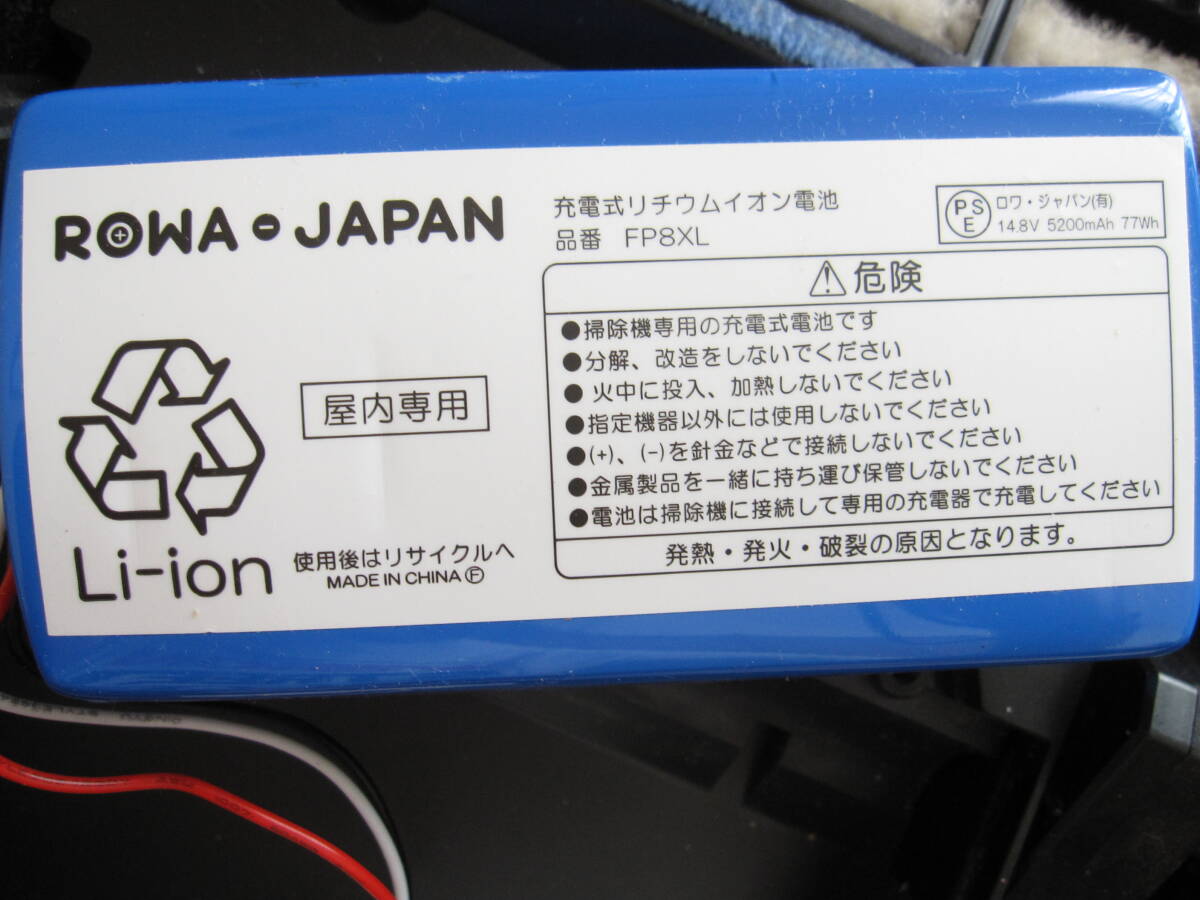 ROWA JAPAN
充電式リチウムイオン電池
品番 FP8XL
PSE
ロワ・ジャパン(有)
14.8V 5200mAh 77Wh
危険
●掃除機専用の充電式電池です
●分解、改造をしないでください
●火中に投入、加熱しないでください
●指定機器以外には使用しないでください
●(+)、(-)を針金などで接続しないでください
●金属製品を一緒に持ち運び保管しないでください
●電池は掃除機に接続して専用の充電器で充電してください
発熱・発火・破裂の原因となります。
屋内専用
Li-ion
使用後はリサイクルへ
MADE IN CHINA Ⓕ